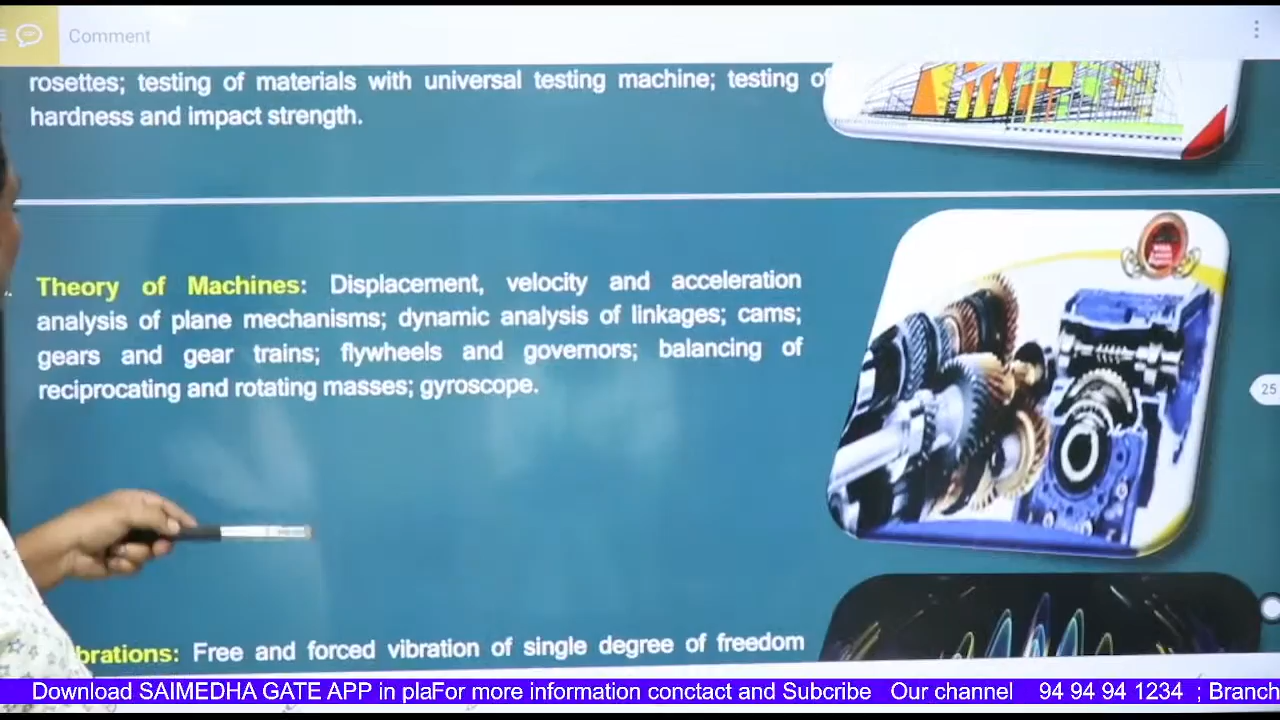 Comment
rosettes; testing of materials with universal testing machine; testing of
hardness and impact strength.
Theory of Machines: Displacement, velocity and acceleration
analysis of plane mechanisms; dynamic analysis of linkages; cams;
gears and gear trains; flywheels and governors; balancing of
reciprocating and rotating masses; gyroscope.
25
brations: Free and forced vibration of single degree of freedom
Download SAIMEDHA GATE APP in plaFor more information conctact and Subcribe Our channel 94 94 94 1234 ; Branch